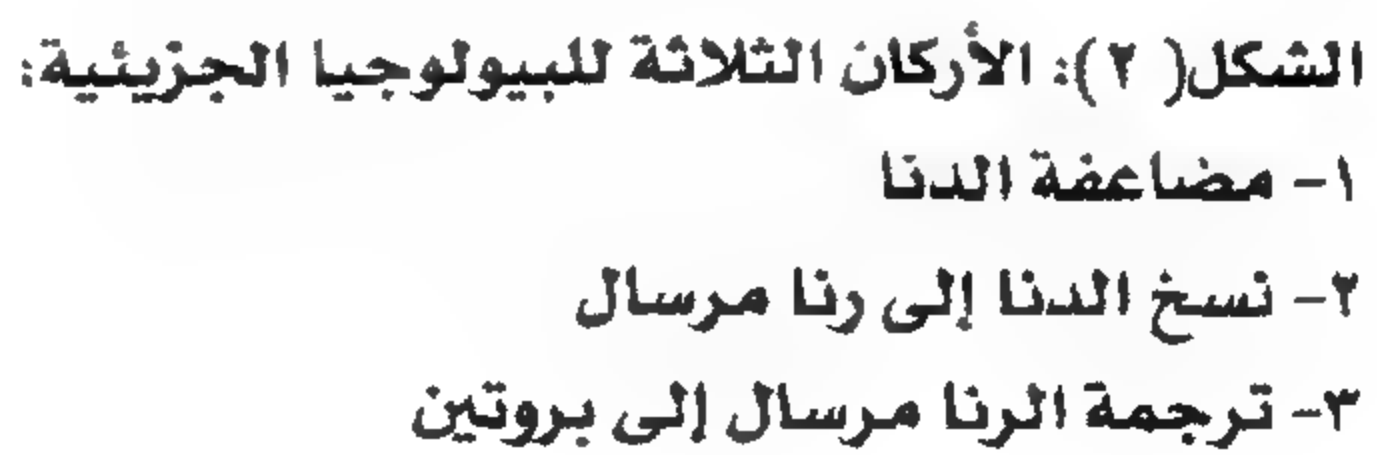 الشكل( ٢ ): الأركان الثلاثة للبيولوجيا الجزيئية:
١- مضاعفة الدنا
٢- نسخ الدنا إلى رنا مرسال
٣- ترجمة الرنا مرسال إلى بروتين